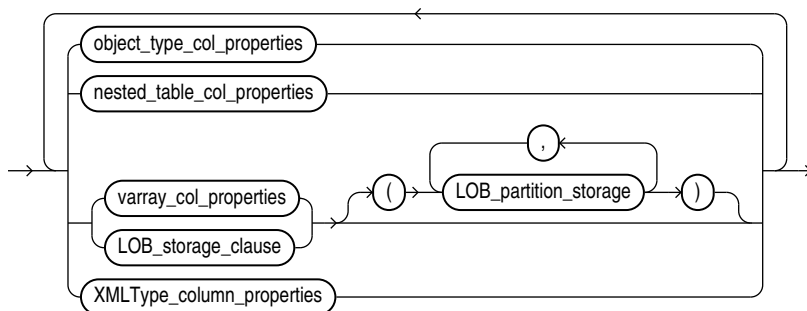 object_type_col_properties
nested_table_col_properties
,
varray_col_properties
( LOB_partition_storage )
LOB_storage_clause
XMLType_column_properties